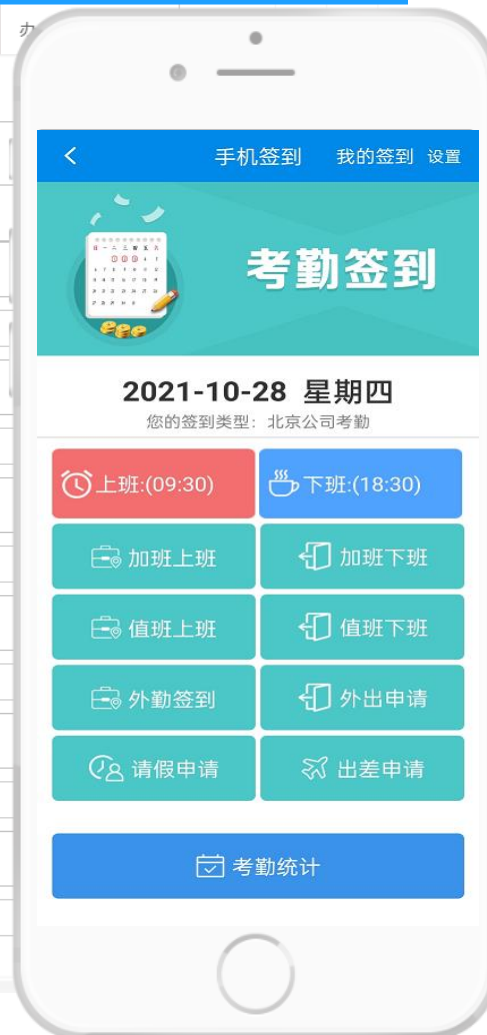 手机签到 我的签到 设置
考勤签到
2021-10-28 星期四
您的签到类型：北京公司考勤
上班:(09:30) 下班:(18:30)
加班上班 加班下班
值班上班 值班下班
外勤签到 外出申请
请假申请 出差申请
考勤统计